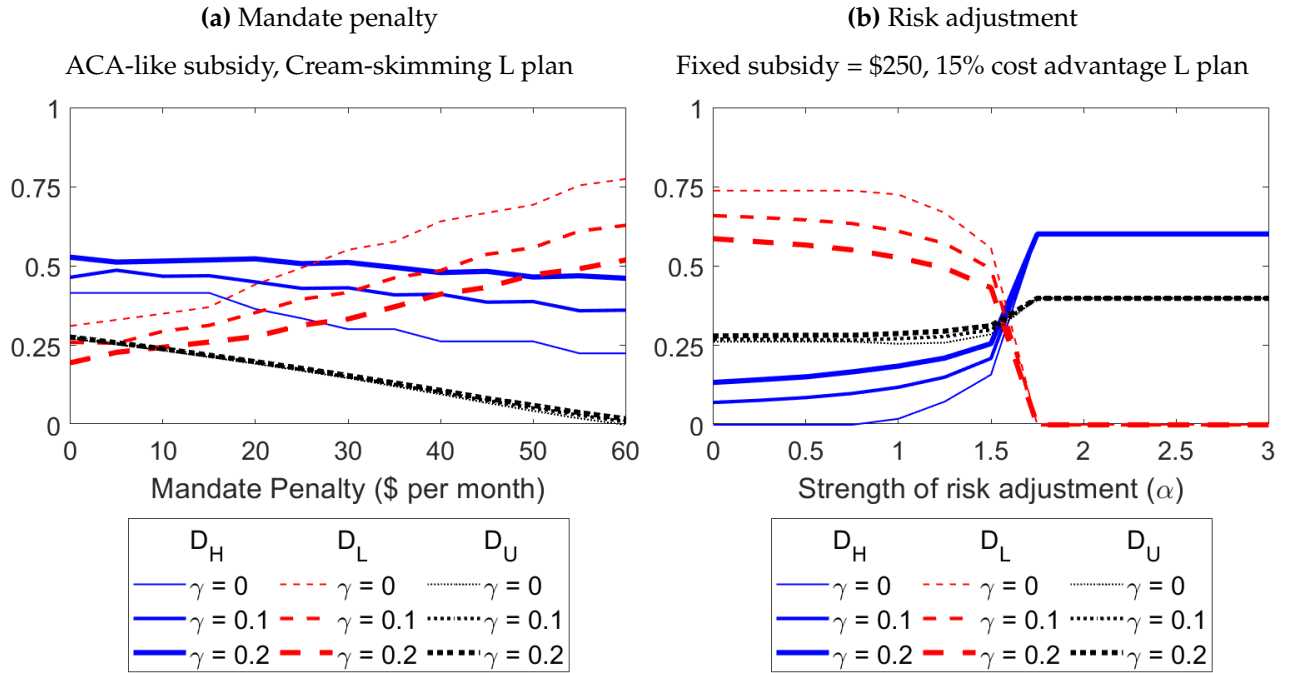 (a) Mandate penalty
ACA-like subsidy, Cream-skimming L plan
1
0.75
0.5
0.25
0
0 10 20 30 40 50 60
Mandate Penalty ($ per month)
D_H D_L D_U
γ = 0 γ = 0 γ = 0
γ = 0.1 γ = 0.1 γ = 0.1
γ = 0.2 γ = 0.2 γ = 0.2
(b) Risk adjustment
Fixed subsidy = $250, 15% cost advantage L plan
1
0.75
0.5
0.25
0
0 0.5 1 1.5 2 2.5 3
Strength of risk adjustment (α)
D_H D_L D_U
γ = 0 γ = 0 γ = 0
γ = 0.1 γ = 0.1 γ = 0.1
γ = 0.2 γ = 0.2 γ = 0.2